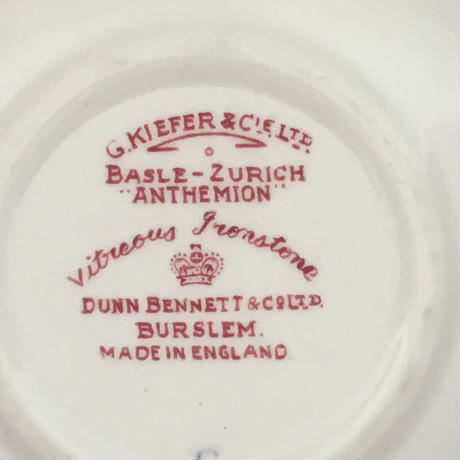 G. KIEFER & CIE. LTD.
BASLE - ZURICH
"ANTHEMION"
Vitreous Ironstone
DUNN BENNETT & CO LTD.
BURSLEM.
MADE IN ENGLAND.